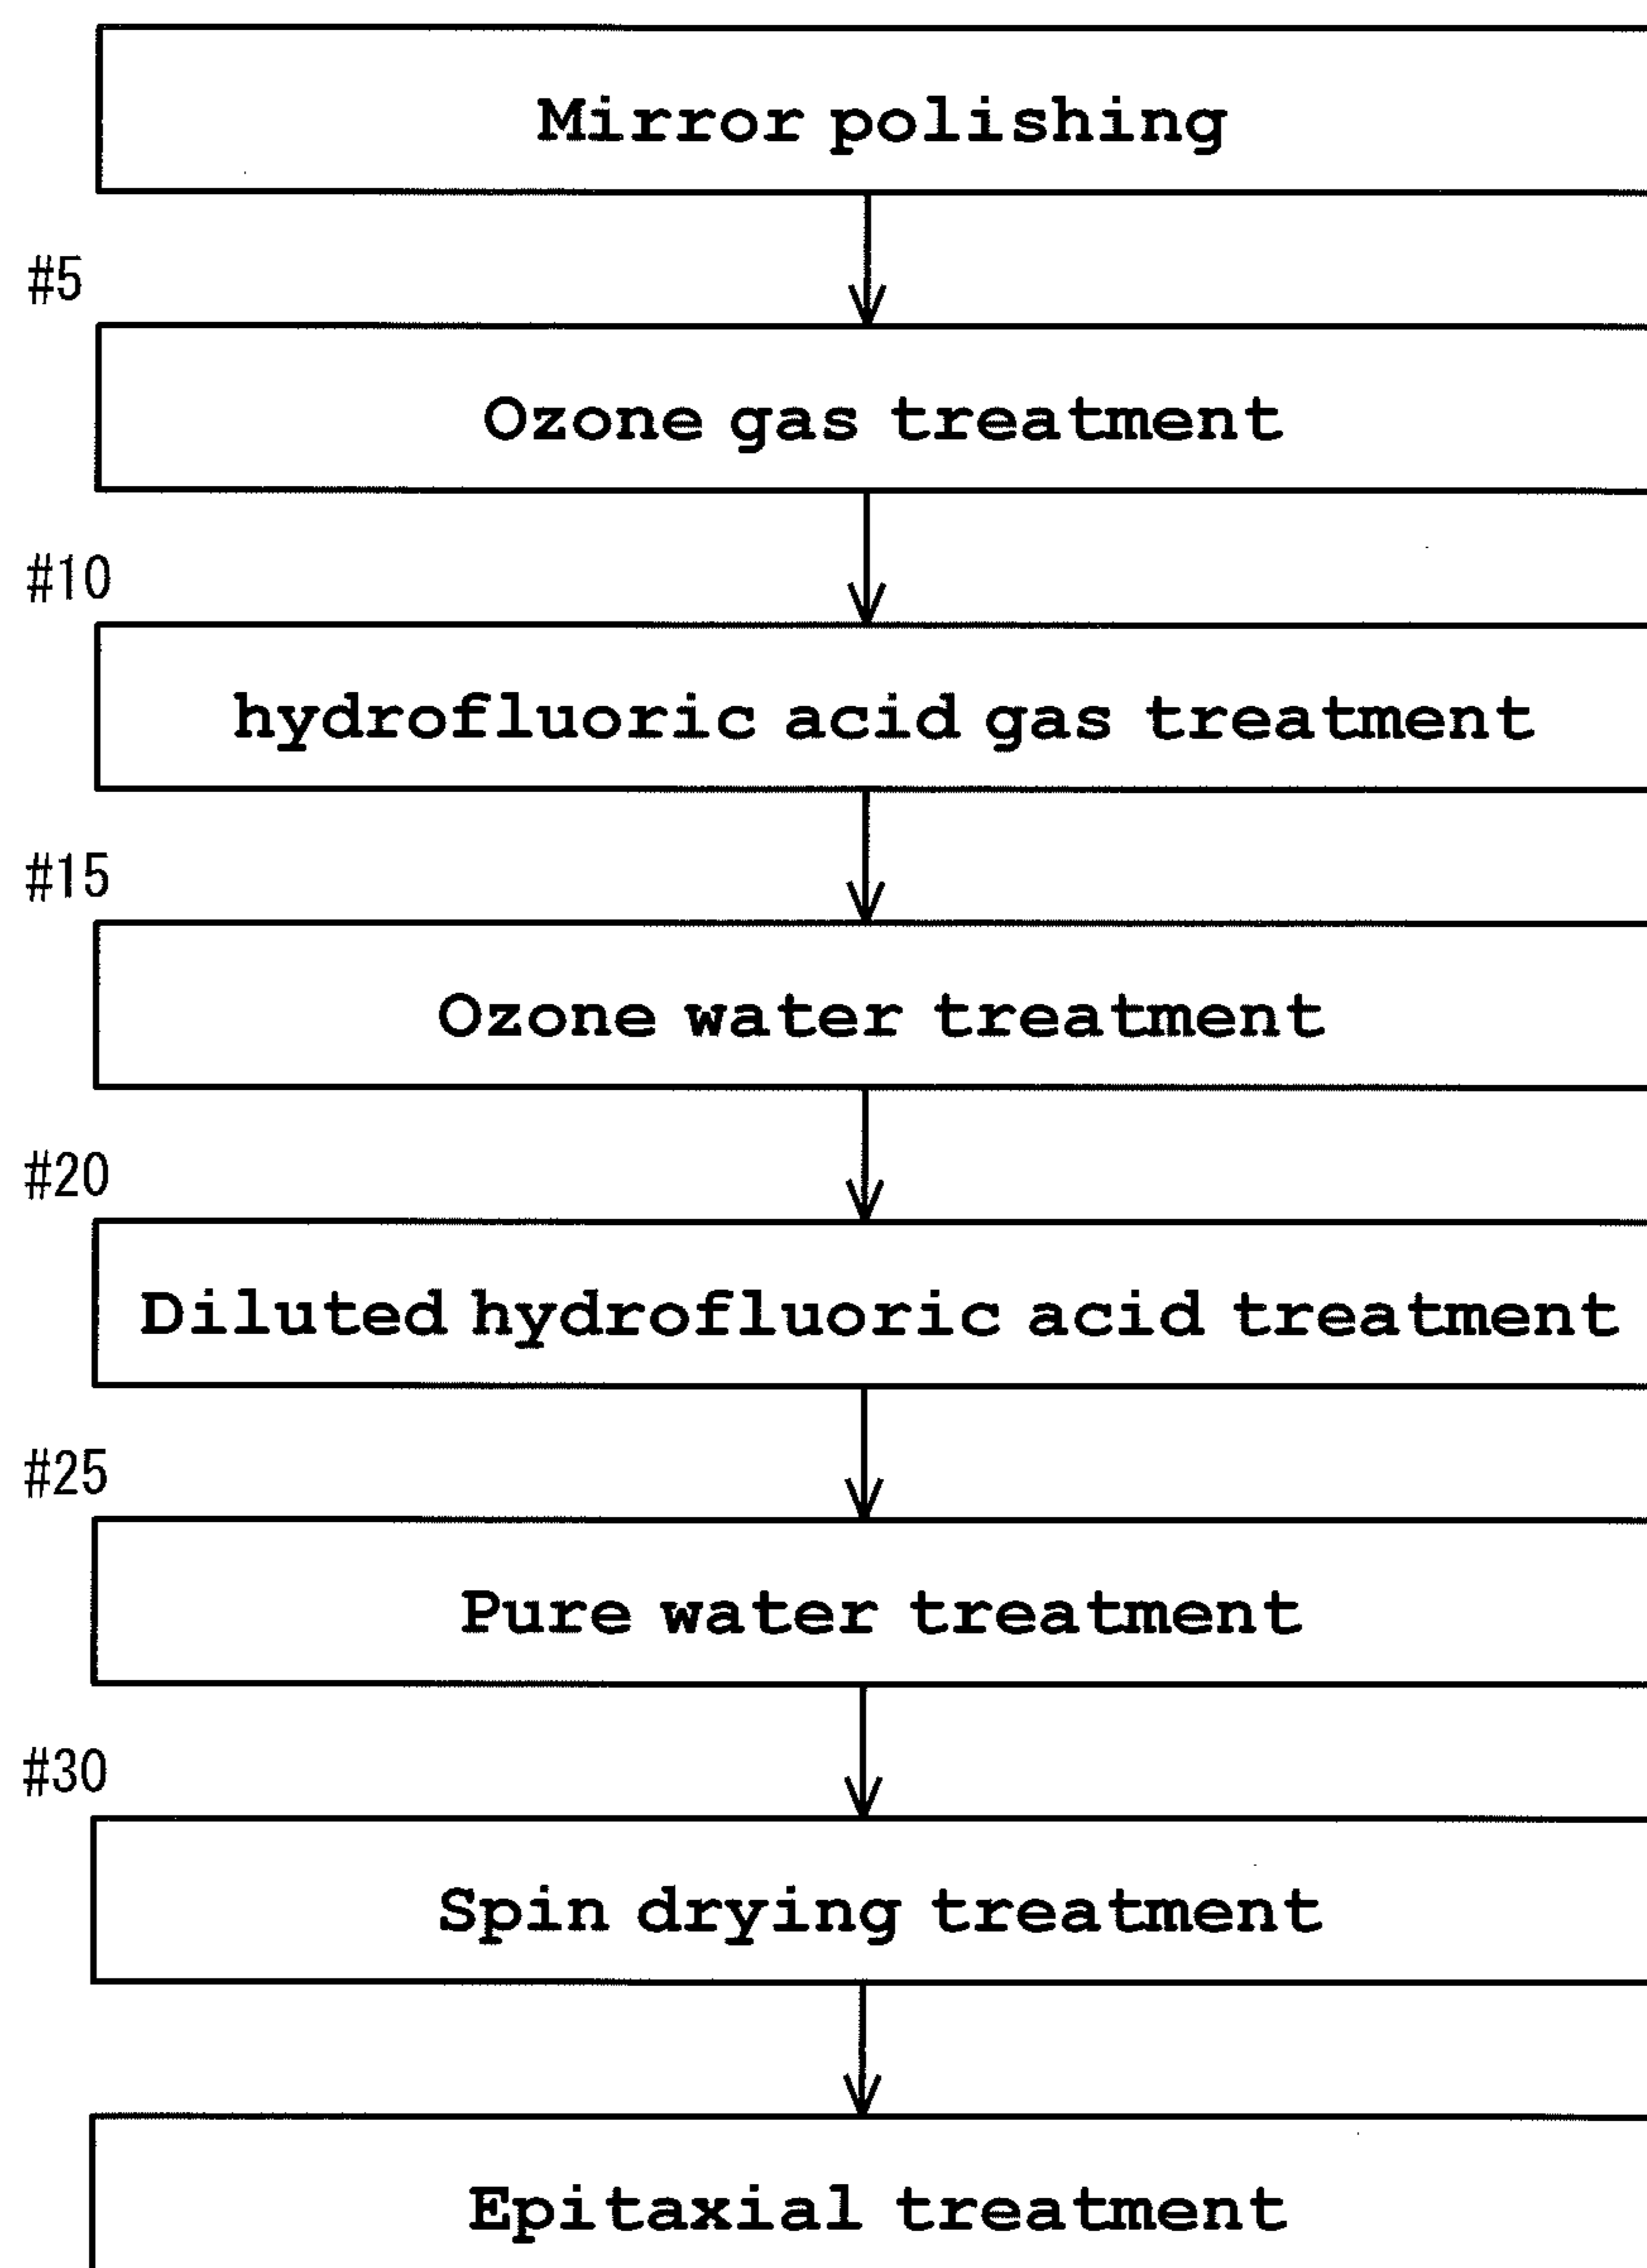 Mirror polishing
#5
Ozone gas treatment
#10
hydrofluoric acid gas treatment
#15
Ozone water treatment
#20
Diluted hydrofluoric acid treatment
#25
Pure water treatment
#30
Spin drying treatment
Epitaxial treatment